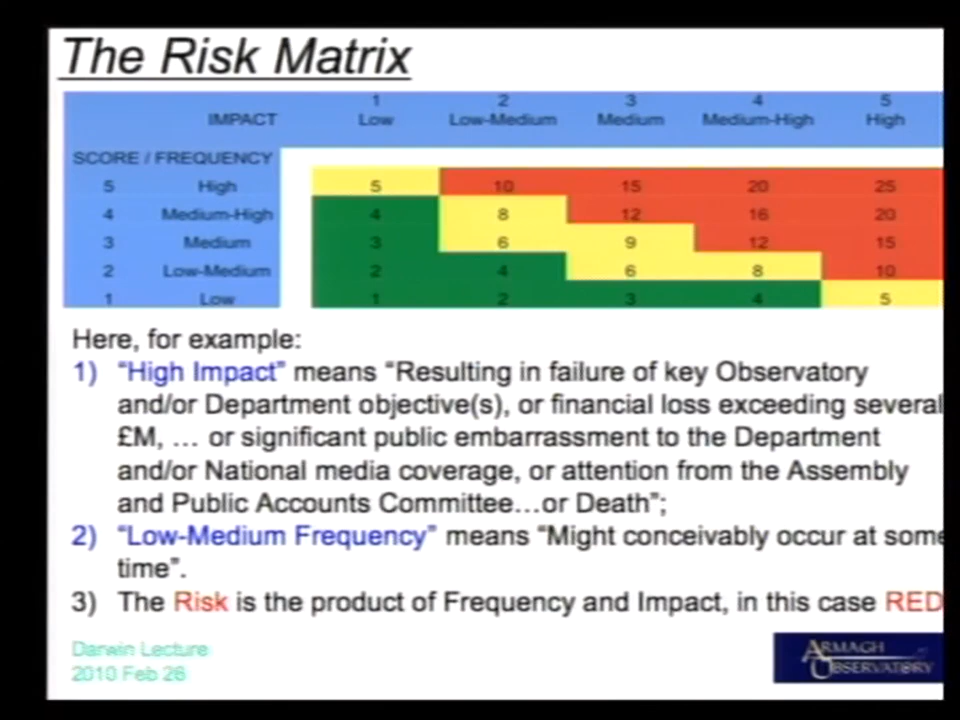 The Risk Matrix
1 2 3 4 5
IMPACT Low Low-Medium Medium Medium-High High
SCORE / FREQUENCY
5 High 5 10 15 20 25
4 Medium-High 4 8 12 16 20
3 Medium 3 6 9 12 15
2 Low-Medium 2 4 6 8 10
1 Low 1 2 3 4 5
Here, for example:
1) “High Impact” means “Resulting in failure of key Observatory
and/or Department objective(s), or financial loss exceeding several
£M, … or significant public embarrassment to the Department
and/or National media coverage, or attention from the Assembly
and Public Accounts Committee…or Death”;
2) “Low-Medium Frequency” means “Might conceivably occur at some
time”.
3) The Risk is the product of Frequency and Impact, in this case RED
Darwin Lecture
2010 Feb 26
ARMAGH
OBSERVATORY